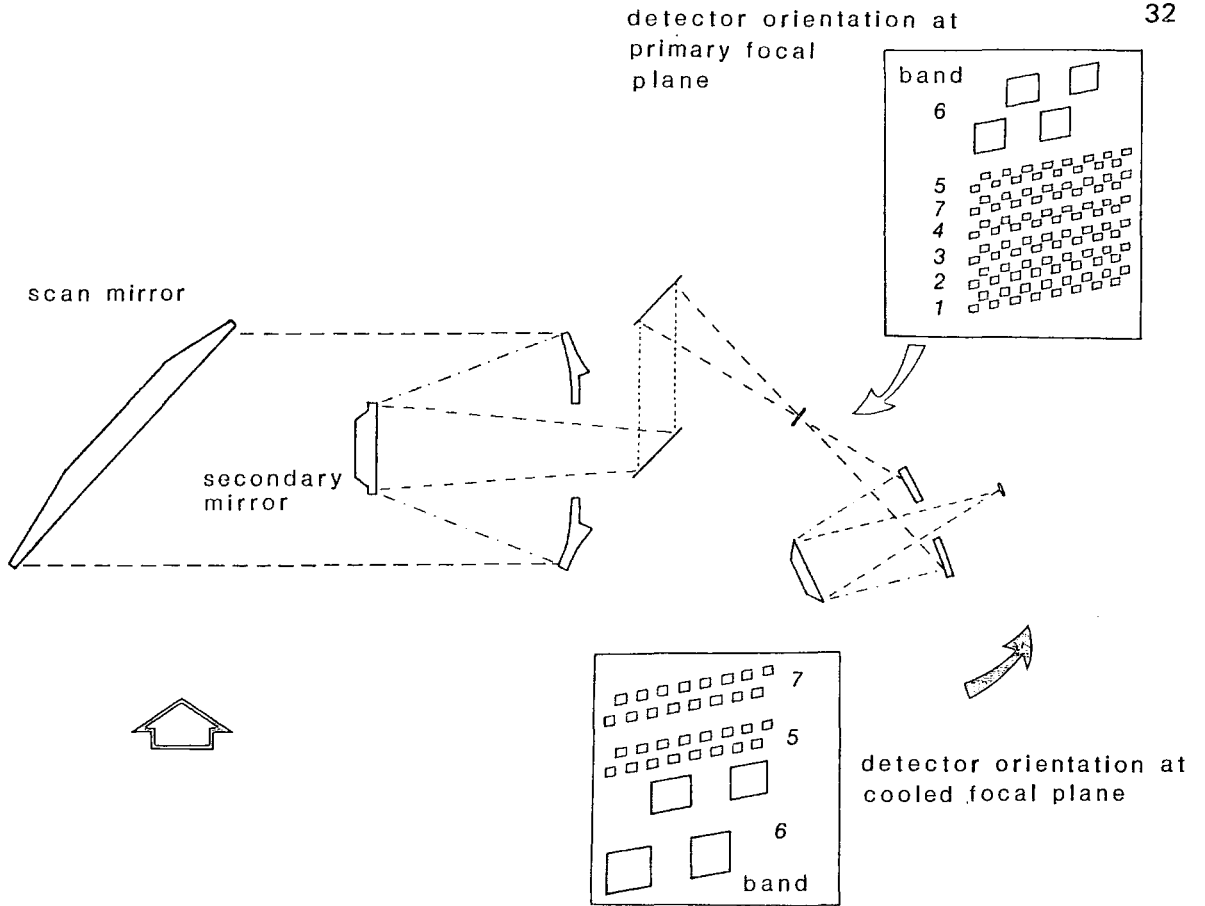 32
detector orientation at
primary focal
plane
band
6
5
7
4
3
2
1
scan mirror
secondary
mirror
7
5
6
band
detector orientation at
cooled focal plane